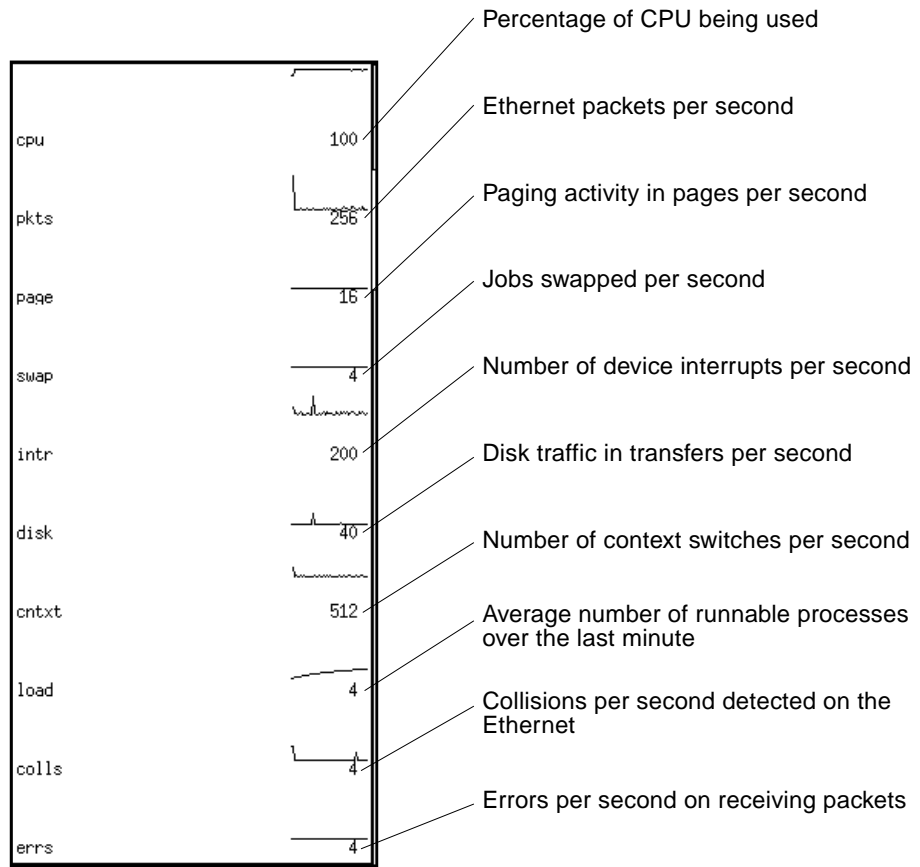 Percentage of CPU being used
cpu 100
Ethernet packets per second
pkts 256
Paging activity in pages per second
page 16
Jobs swapped per second
swap 4
Number of device interrupts per second
intr 200
Disk traffic in transfers per second
disk 40
Number of context switches per second
cntxt 512
Average number of runnable processes
over the last minute
load 4
Collisions per second detected on the
Ethernet
colls 4
Errors per second on receiving packets
errs 4